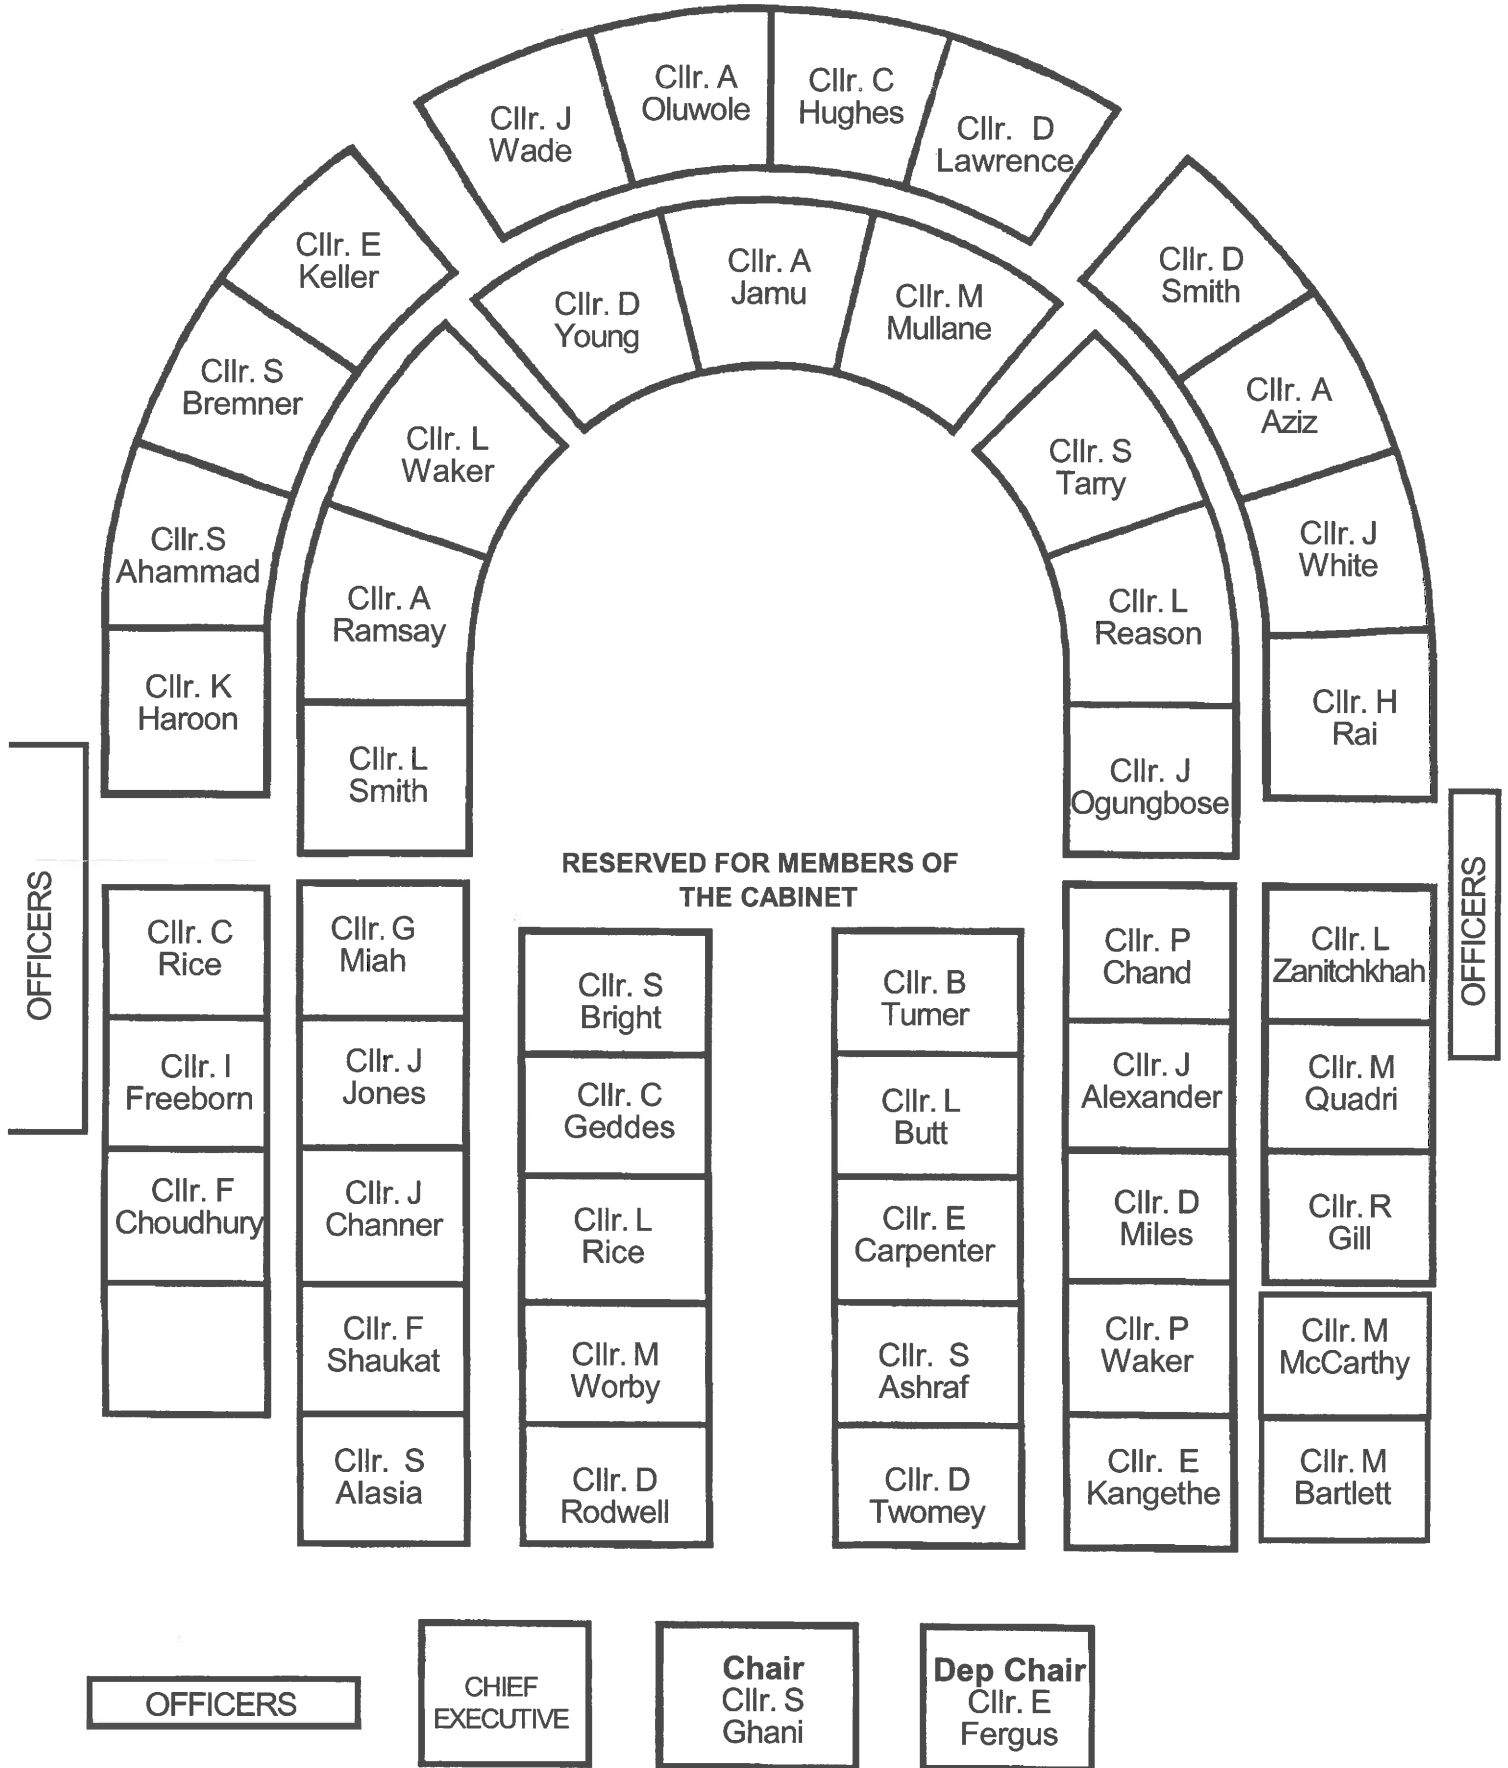 Cllr. J
Wade
Cllr. A
Oluwole
Cllr. C
Hughes
Cllr. D
Lawrence
Cllr. E
Keller
Cllr. S
Bremner
Cllr.S
Ahammad
Cllr. K
Haroon
Cllr. D
Smith
Cllr. A
Aziz
Cllr. J
White
Cllr. H
Rai
Cllr. D
Young
Cllr. A
Jamu
Cllr. M
Mullane
Cllr. L
Waker
Cllr. A
Ramsay
Cllr. L
Smith
Cllr. S
Tarry
Cllr. L
Reason
Cllr. J
Ogungbose
RESERVED FOR MEMBERS OF
THE CABINET
OFFICERS
Cllr. C
Rice
Cllr. I
Freeborn
Cllr. F
Choudhury
Cllr. G
Miah
Cllr. J
Jones
Cllr. J
Channer
Cllr. F
Shaukat
Cllr. S
Alasia
Cllr. S
Bright
Cllr. C
Geddes
Cllr. L
Rice
Cllr. M
Worby
Cllr. D
Rodwell
Cllr. B
Turner
Cllr. L
Butt
Cllr. E
Carpenter
Cllr. S
Ashraf
Cllr. D
Twomey
Cllr. P
Chand
Cllr. J
Alexander
Cllr. D
Miles
Cllr. P
Waker
Cllr. E
Kangethe
Cllr. L
Zanitchkhah
Cllr. M
Quadri
Cllr. R
Gill
Cllr. M
McCarthy
Cllr. M
Bartlett
OFFICERS
OFFICERS
CHIEF
EXECUTIVE
Chair
Cllr. S
Ghani
Dep Chair
Cllr. E
Fergus